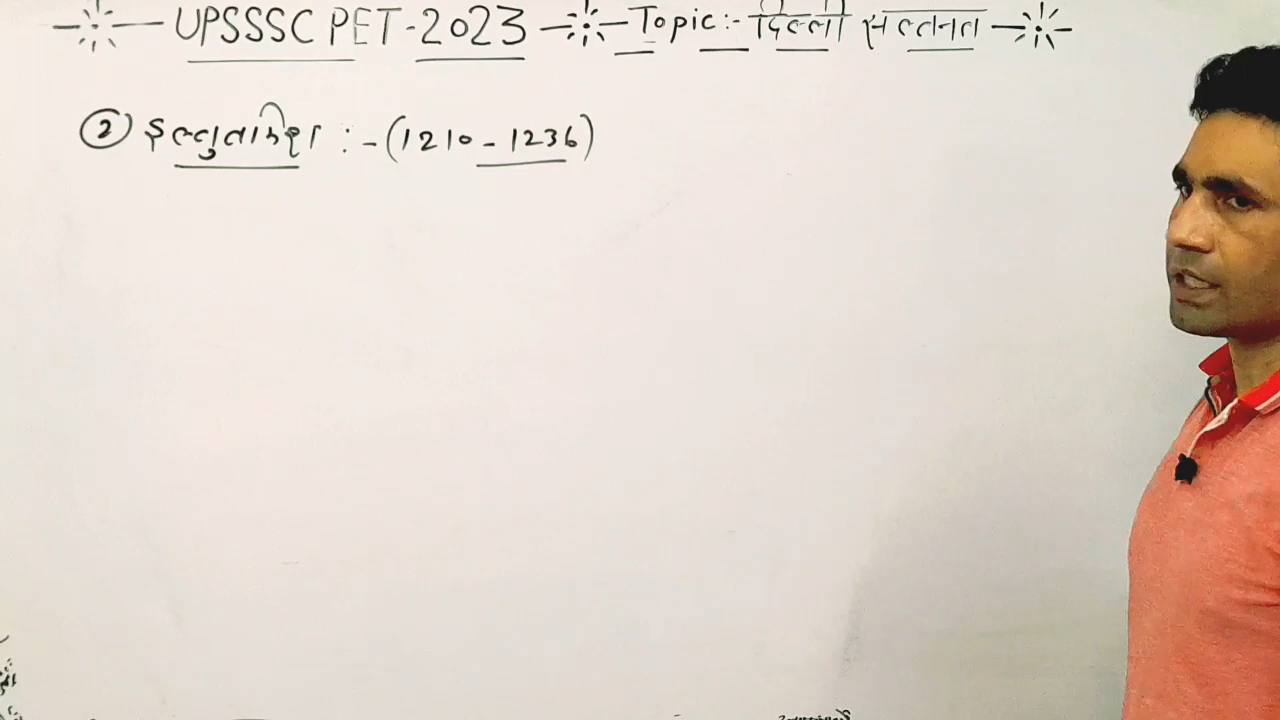 UPSSSC PET-2023 Topic:- दिल्ली सल्तनत
② इल्तुतमिश :- (1210 - 1236)